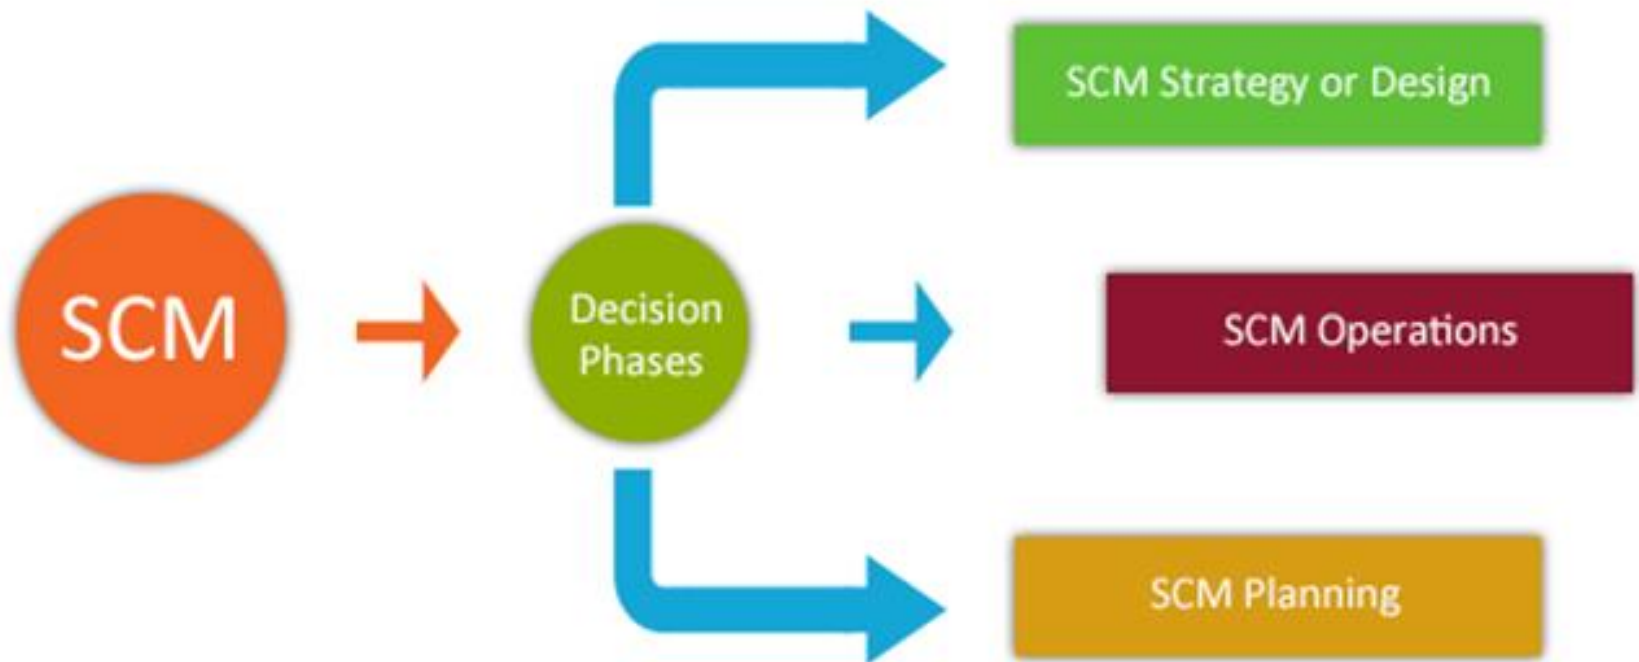 SCM
Decision
Phases
SCM Strategy or Design
SCM Operations
SCM Planning